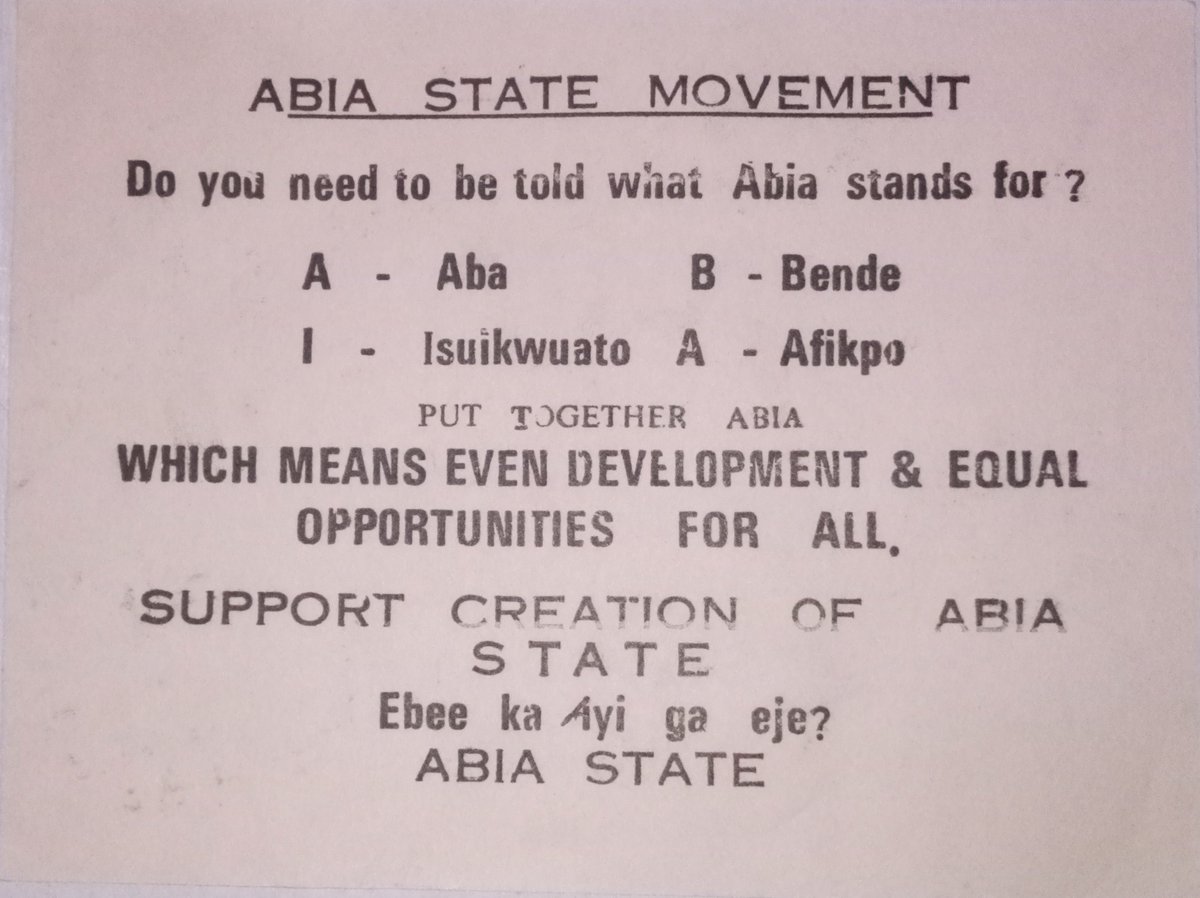 ABIA STATE MOVEMENT
Do you need to be told what Abia stands for ?
A - Aba B - Bende
I - Isuikwuato A - Afikpo
PUT TOGETHER ABIA
WHICH MEANS EVEN DEVELOPMENT & EQUAL
OPPORTUNITIES FOR ALL.
SUPPORT CREATION OF ABIA
STATE
Ebee ka Ayi ga eje?
ABIA STATE